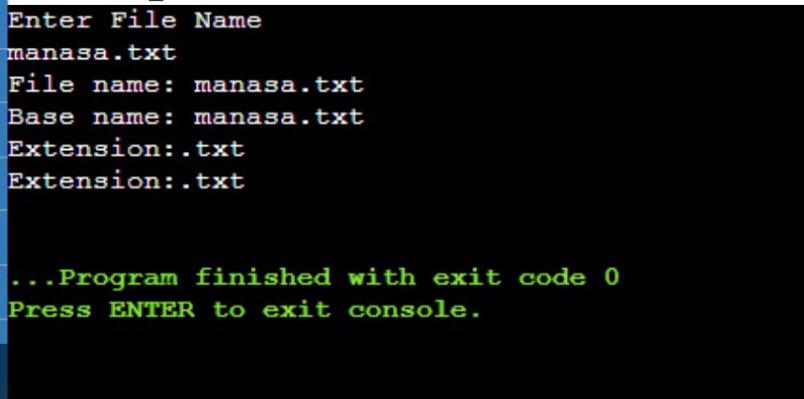 Enter File Name
manasa.txt
File name: manasa.txt
Base name: manasa.txt
Extension:.txt
Extension:.txt
...Program finished with exit code 0
Press ENTER to exit console.